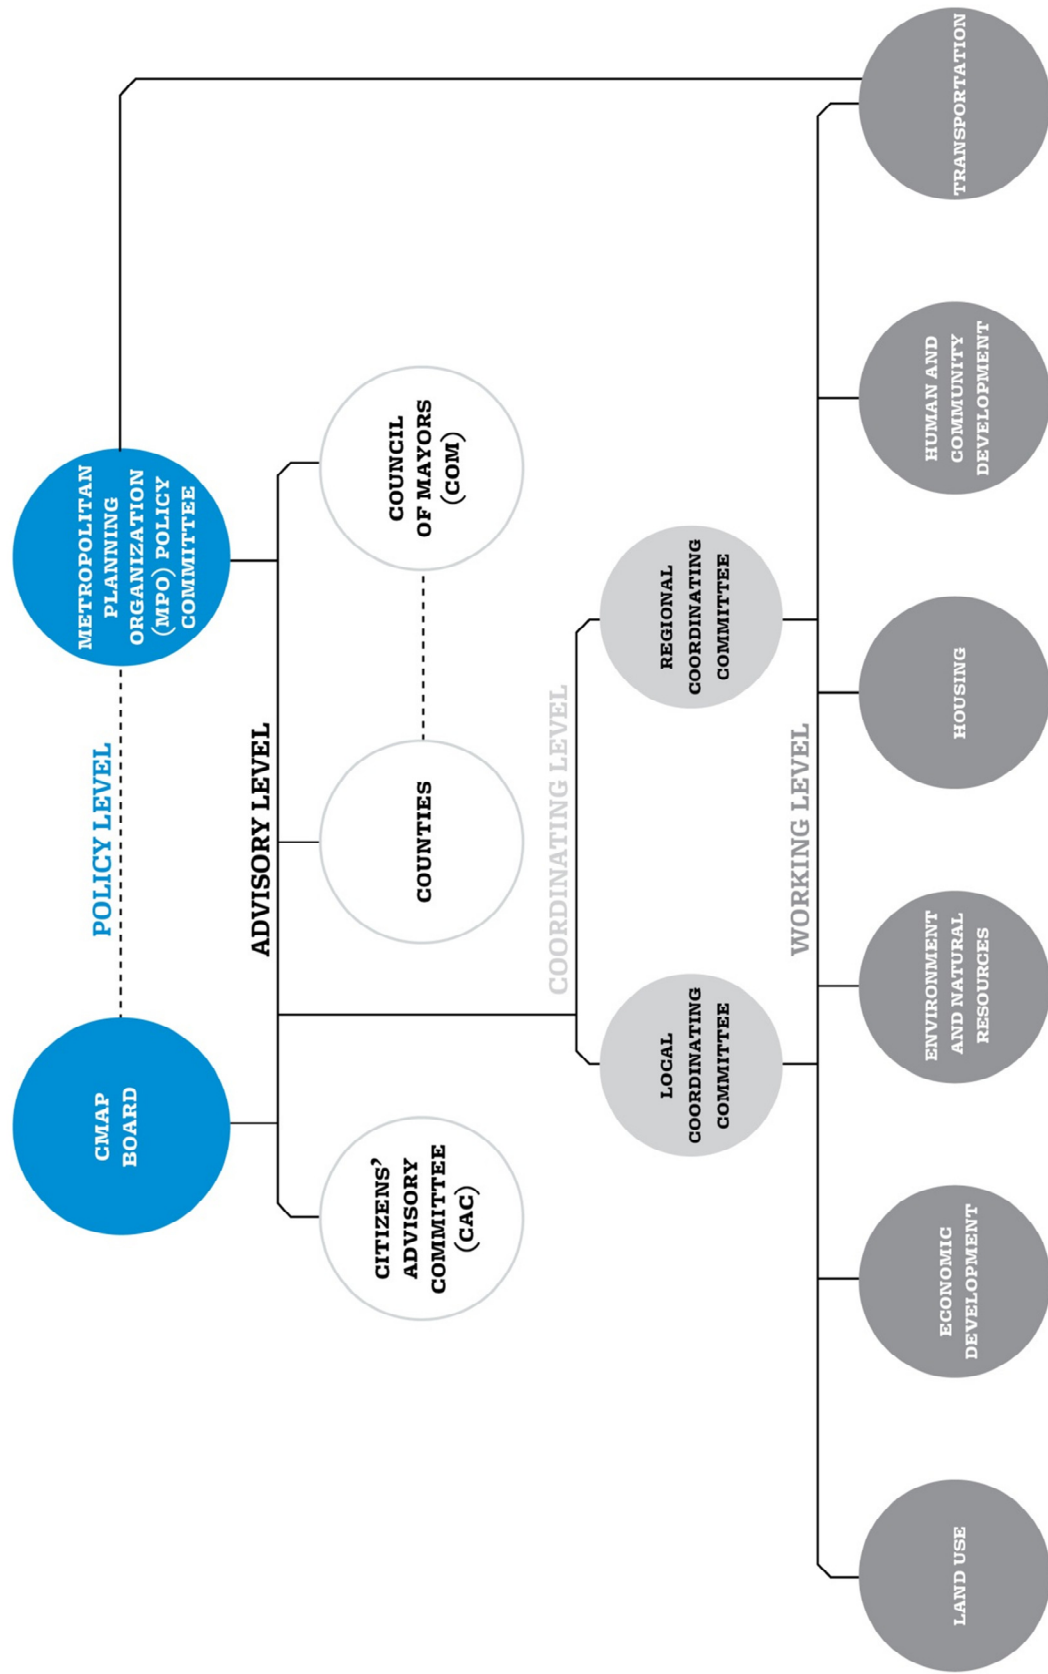 POLICY LEVEL
CMAP
BOARD
METROPOLITAN
PLANNING
ORGANIZATION
(MPO) POLICY
COMMITTEE
ADVISORY LEVEL
CITIZENS’
ADVISORY
COMMITTEE
(CAC)
COUNTIES
COUNCIL
OF MAYORS
(COM)
COORDINATING LEVEL
LOCAL
COORDINATING
COMMITTEE
REGIONAL
COORDINATING
COMMITTEE
WORKING LEVEL
LAND USE
ECONOMIC
DEVELOPMENT
ENVIRONMENT
AND NATURAL
RESOURCES
HOUSING
HUMAN AND
COMMUNITY
DEVELOPMENT
TRANSPORTATION